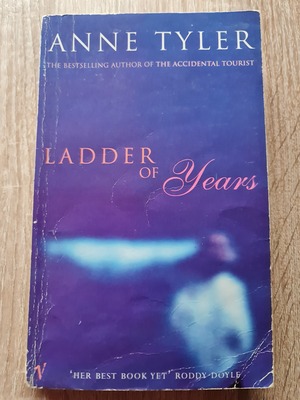 ANNE TYLER
THE BESTSELLING AUTHOR OF THE ACCIDENTAL TOURIST
LADDER
OF Years
V
'HER BEST BOOK YET' RODDY DOYLE